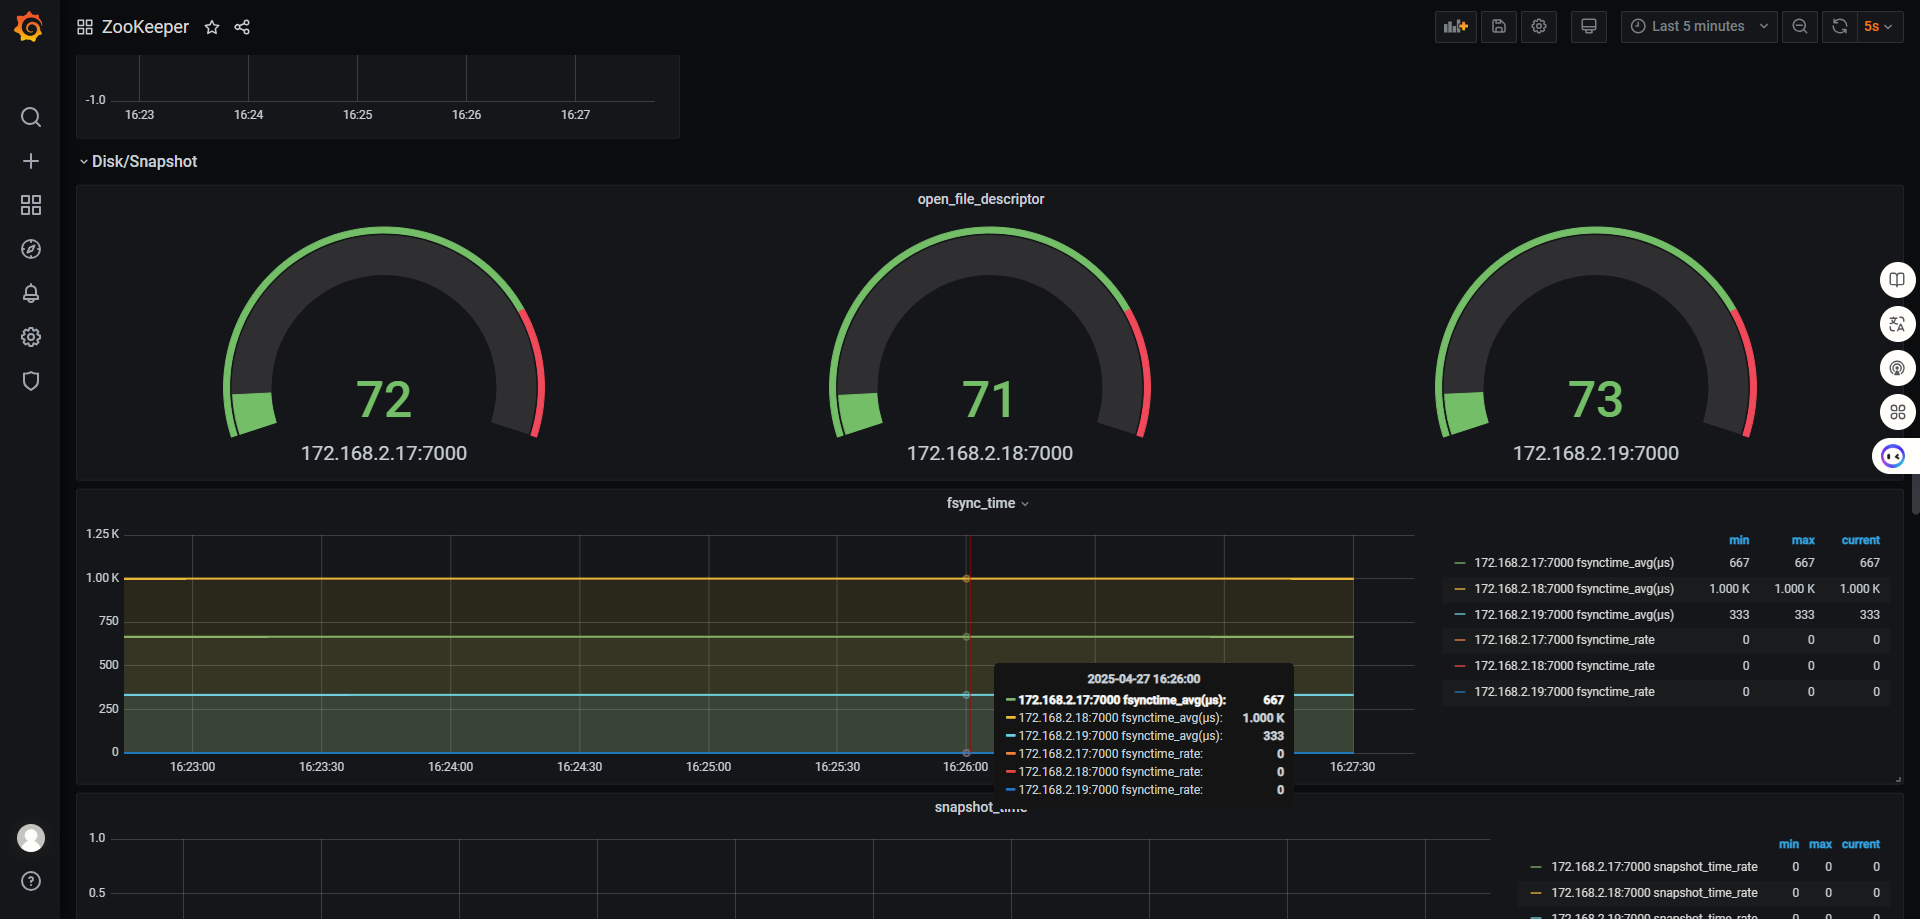 ZooKeeper
Last 5 minutes
5s
-1.0
16:23 16:24 16:25 16:26 16:27
Disk/Snapshot
open_file_descriptor
72 71 73
172.168.2.17:7000 172.168.2.18:7000 172.168.2.19:7000
fsync_time
1.25 K
1.00 K
750
500
250
0
16:23:00 16:23:30 16:24:00 16:24:30 16:25:00 16:25:30 16:26:00 16:27:30
min max current
172.168.2.17:7000 fsynctime_avg(µs) 667 667 667
172.168.2.18:7000 fsynctime_avg(µs) 1.000 K 1.000 K 1.000 K
172.168.2.19:7000 fsynctime_avg(µs) 333 333 333
172.168.2.17:7000 fsynctime_rate 0 0 0
172.168.2.18:7000 fsynctime_rate 0 0 0
172.168.2.19:7000 fsynctime_rate 0 0 0
2025-04-27 16:26:00
172.168.2.17:7000 fsynctime_avg(µs): 667
172.168.2.18:7000 fsynctime_avg(µs): 1.000 K
172.168.2.19:7000 fsynctime_avg(µs): 333
172.168.2.17:7000 fsynctime_rate: 0
172.168.2.18:7000 fsynctime_rate: 0
172.168.2.19:7000 fsynctime_rate: 0
snapshot_time
1.0
0.5
min max current
172.168.2.17:7000 snapshot_time_rate 0 0 0
172.168.2.18:7000 snapshot_time_rate 0 0 0
172.168.2.19:7000 snapshot_time_rate 0 0 0